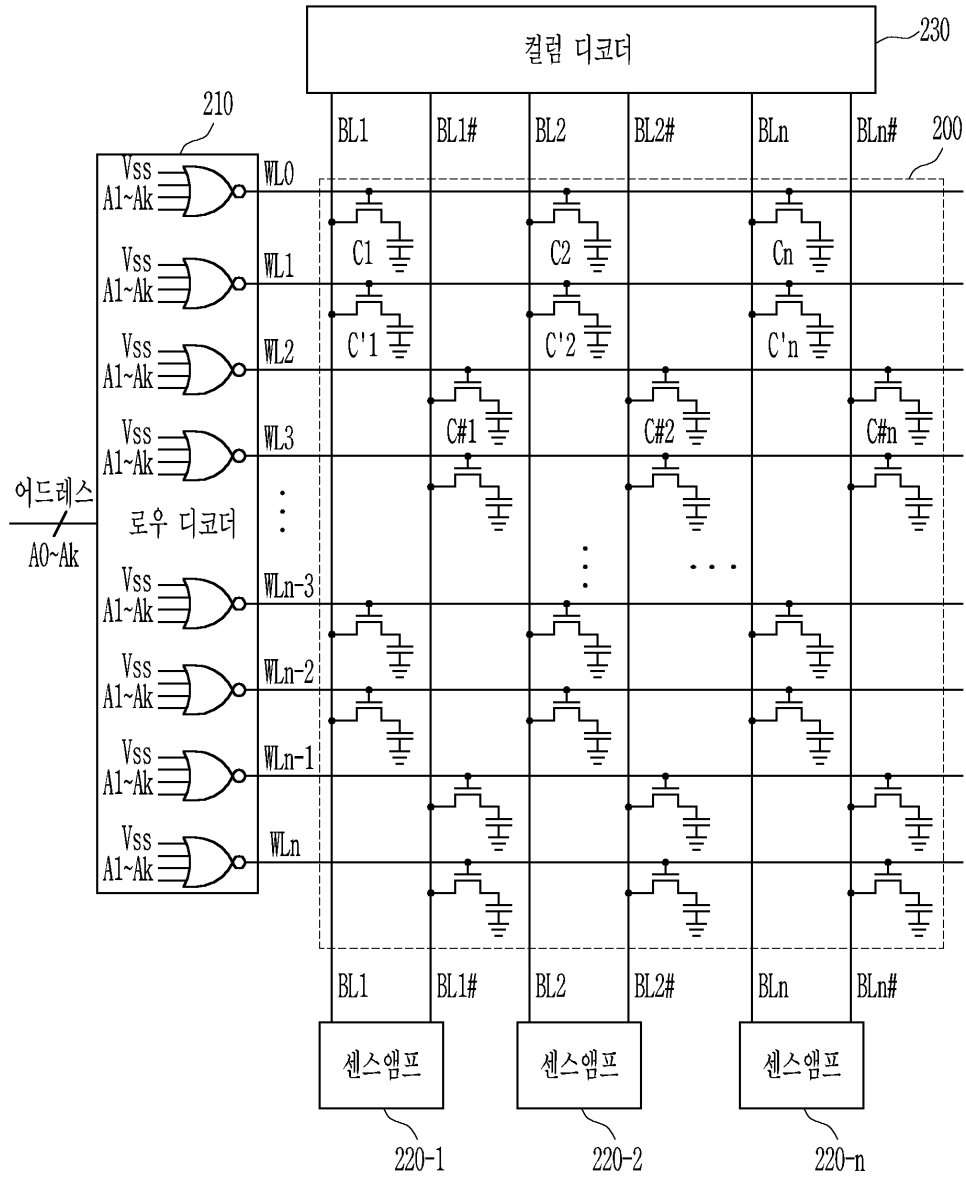 컬럼 디코더
230
210
BL1
BL1#
BL2
BL2#
BLn
BLn#
200
Vss
A1~Ak
WL0
C1
C2
Cn
Vss
A1~Ak
WL1
C'1
C'2
C'n
Vss
A1~Ak
WL2
C#1
C#2
C#n
Vss
A1~Ak
WL3
어드레스
A0~Ak
로우 디코더
Vss
A1~Ak
WLn-3
Vss
A1~Ak
WLn-2
Vss
A1~Ak
WLn-1
Vss
A1~Ak
WLn
BL1
BL1#
BL2
BL2#
BLn
BLn#
센스앰프
센스앰프
센스앰프
220-1
220-2
220-n